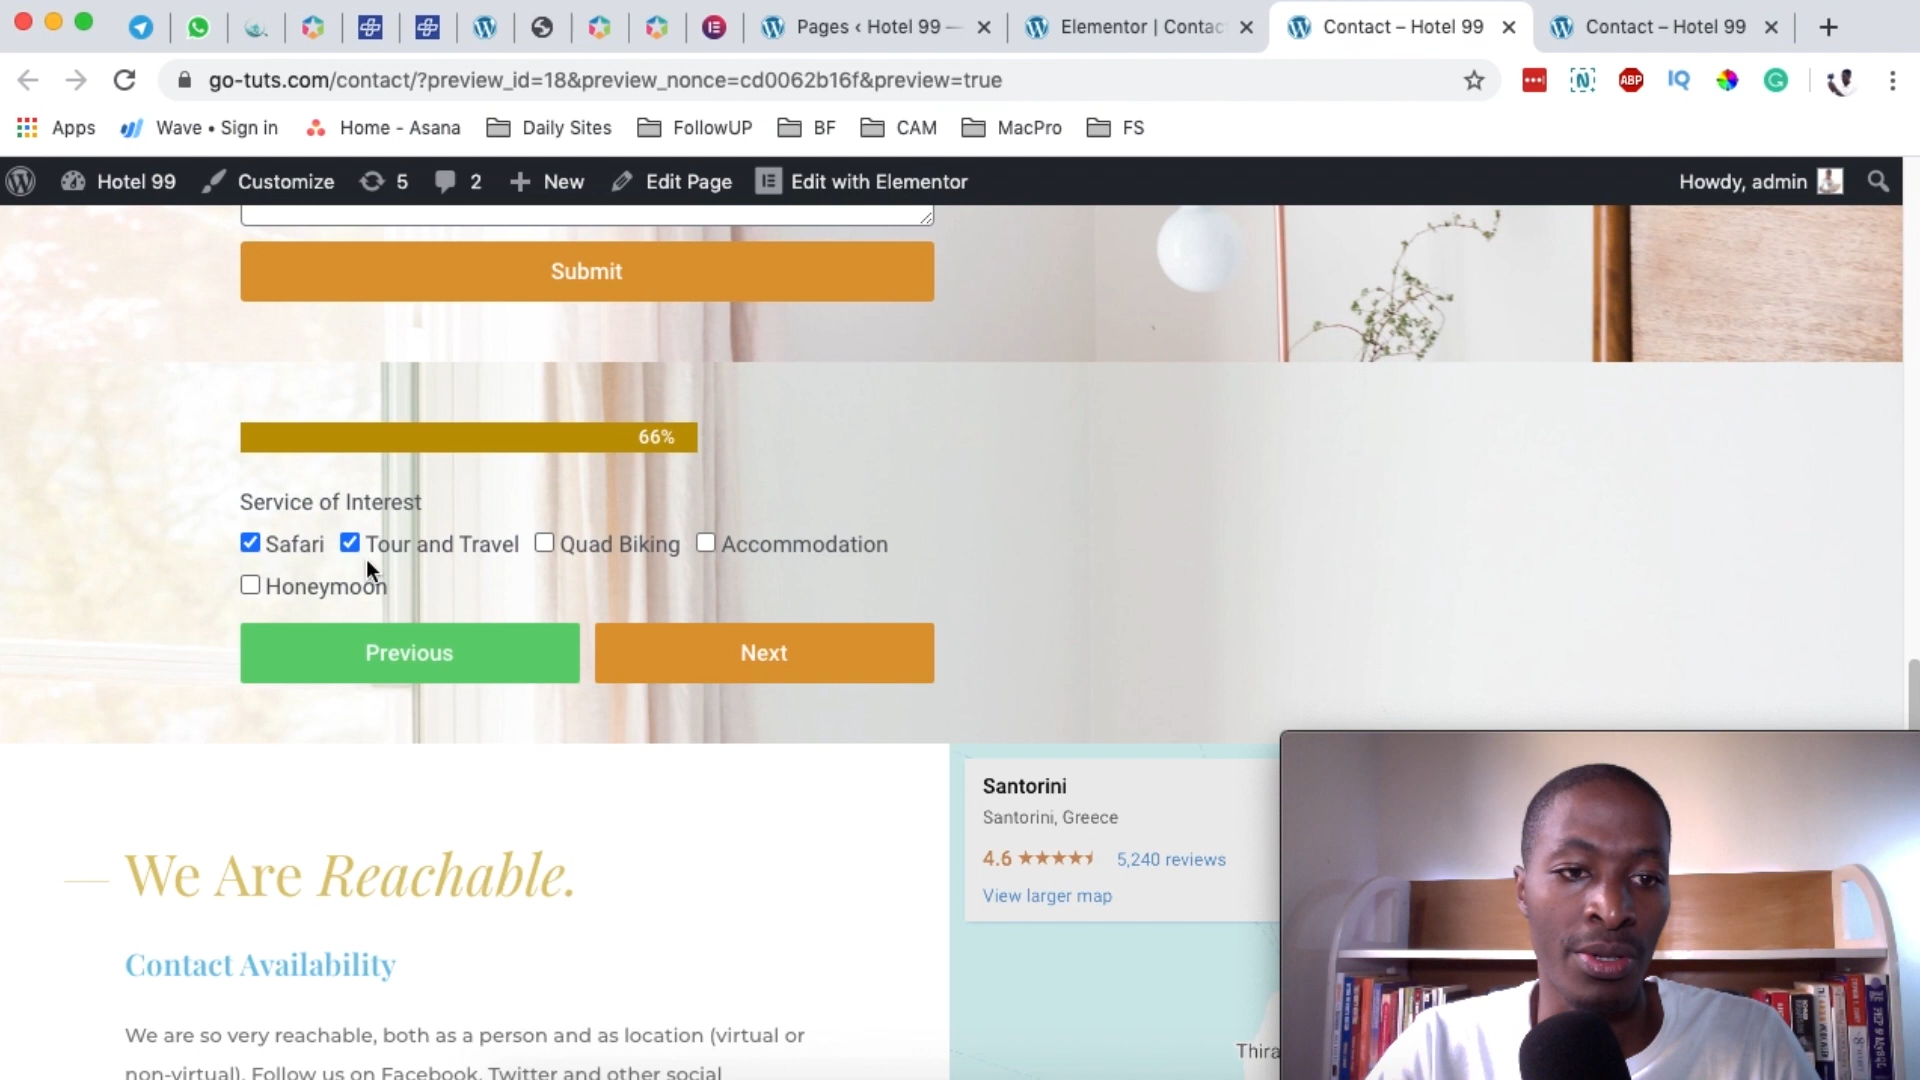 Pages ‹ Hotel 99 —
Elementor | Contac
Contact – Hotel 99
Contact – Hotel 99
go-tuts.com/contact/?preview_id=18&preview_nonce=cd0062b16f&preview=true
ABP
IQ
Apps
Wave • Sign in
Home - Asana
Daily Sites
FollowUP
BF
CAM
MacPro
FS
Hotel 99
Customize
5
2
New
Edit Page
Edit with Elementor
Howdy, admin
Submit
66%
Service of Interest
Safari Tour and Travel Quad Biking Accommodation
Honeymoon
Previous
Next
We Are Reachable.
Contact Availability
We are so very reachable, both as a person and as location (virtual or
non-virtual). Follow us on Facebook, Twitter and other social
Santorini
Santorini, Greece
4.6 5,240 reviews
View larger map
Thira